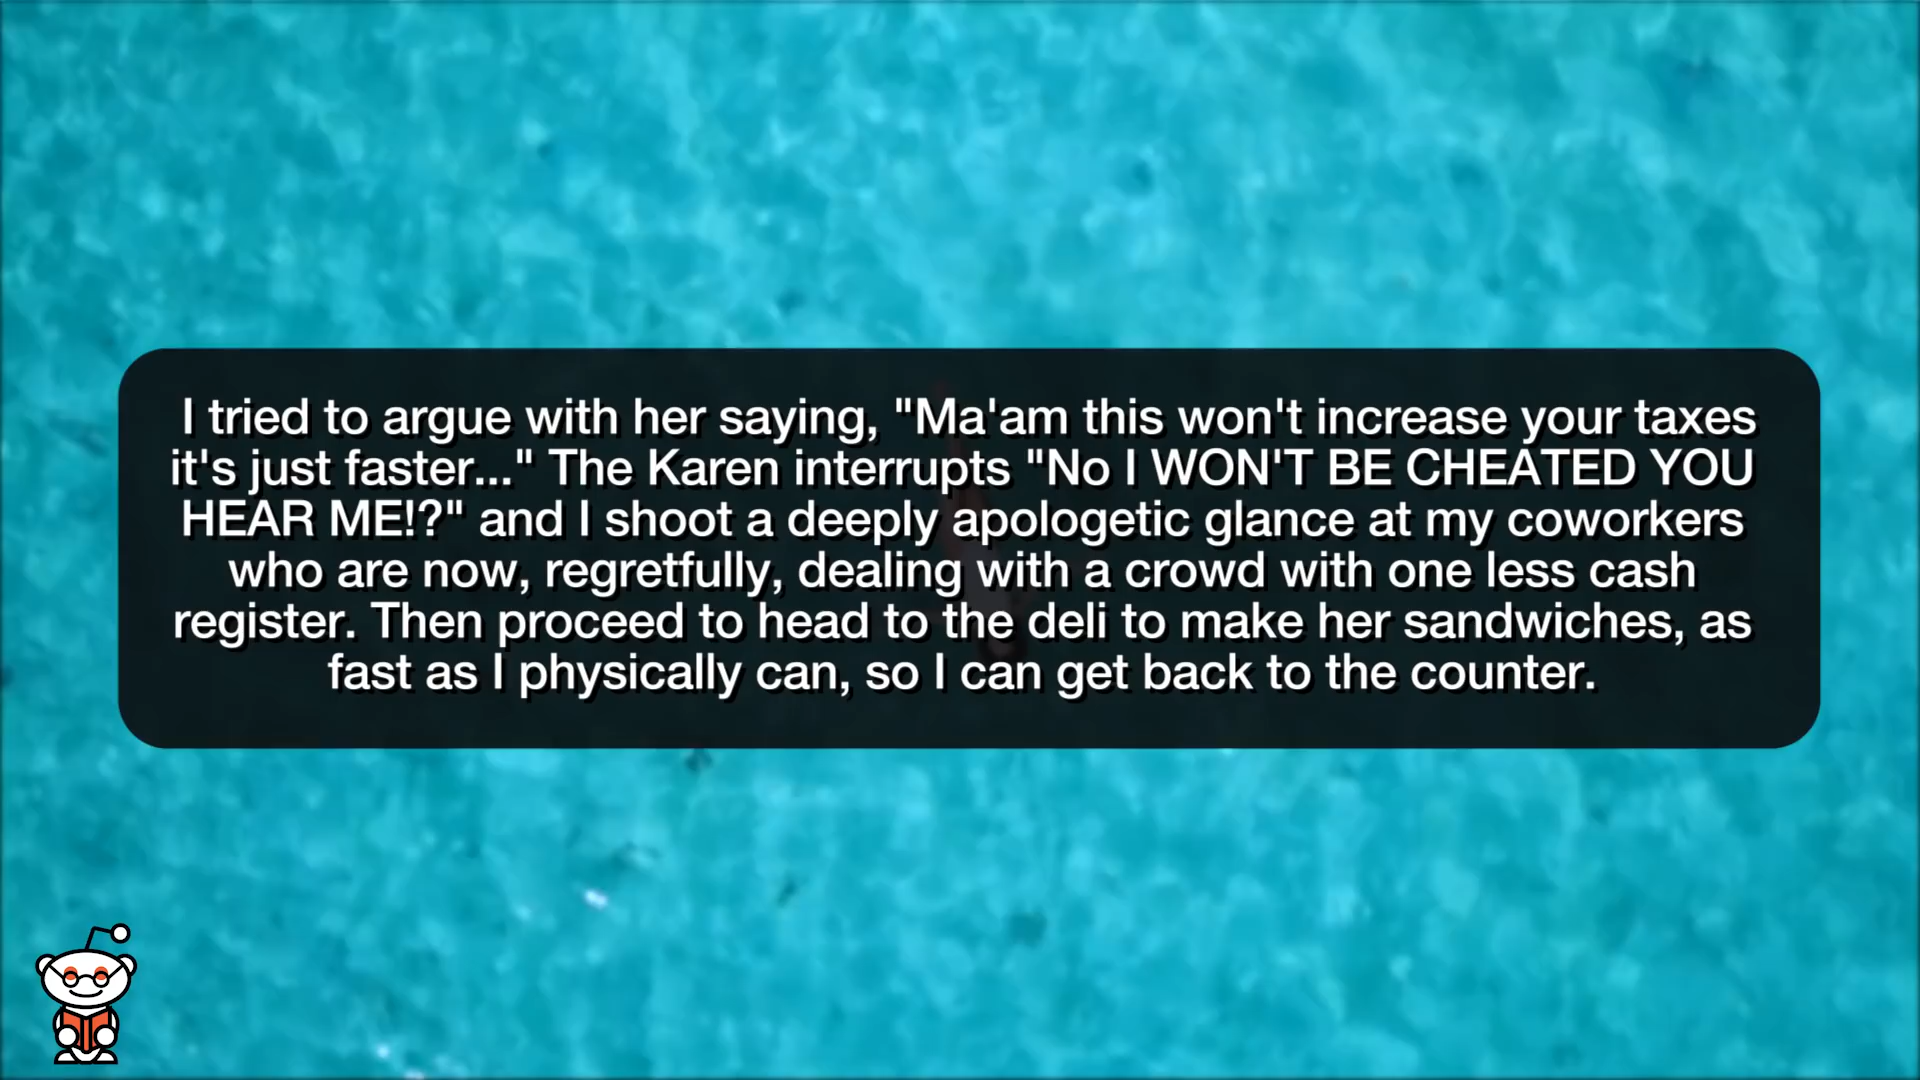 I tried to argue with her saying, "Ma'am this won't increase your taxes
it's just faster..." The Karen interrupts "No I WON'T BE CHEATED YOU
HEAR ME!?" and I shoot a deeply apologetic glance at my coworkers
who are now, regretfully, dealing with a crowd with one less cash
register. Then proceed to head to the deli to make her sandwiches, as
fast as I physically can, so I can get back to the counter.